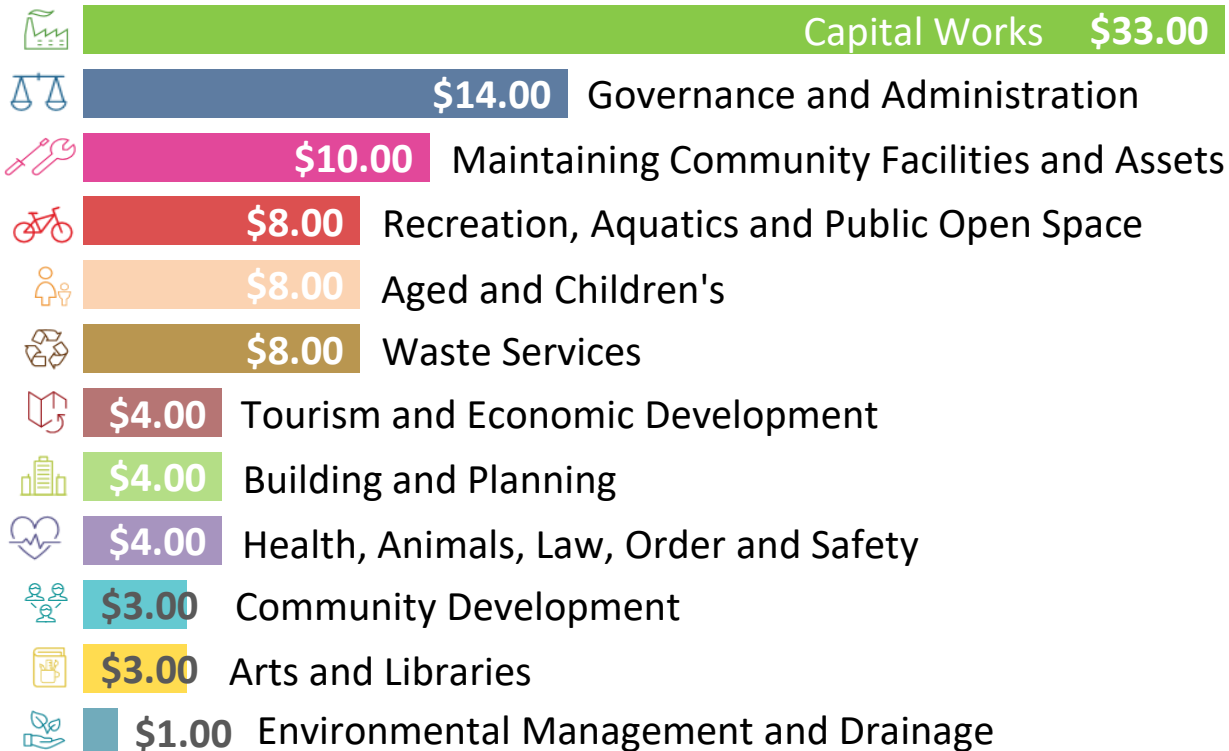 Capital Works $33.00
$14.00 Governance and Administration
$10.00 Maintaining Community Facilities and Assets
$8.00 Recreation, Aquatics and Public Open Space
$8.00 Aged and Children's
$8.00 Waste Services
$4.00 Tourism and Economic Development
$4.00 Building and Planning
$4.00 Health, Animals, Law, Order and Safety
$3.00 Community Development
$3.00 Arts and Libraries
$1.00 Environmental Management and Drainage